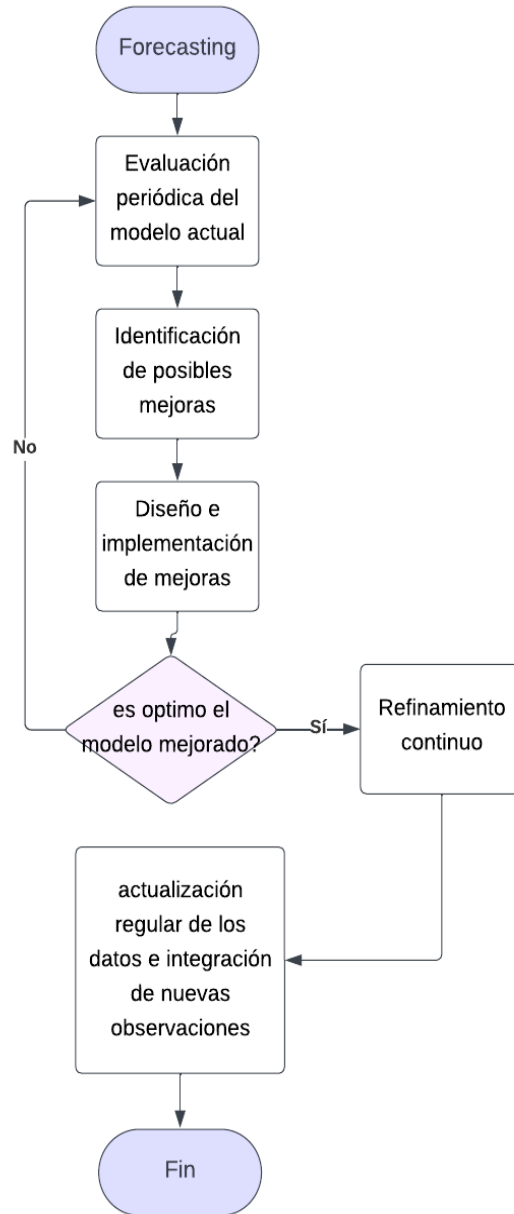 Forecasting
Evaluación
periódica del
modelo actual
Identificación
de posibles
mejoras
No
Diseño e
implementación
de mejoras
es optimo el
modelo mejorado?
Sí
Refinamiento
continuo
actualización
regular de los
datos e integración
de nuevas
observaciones
Fin